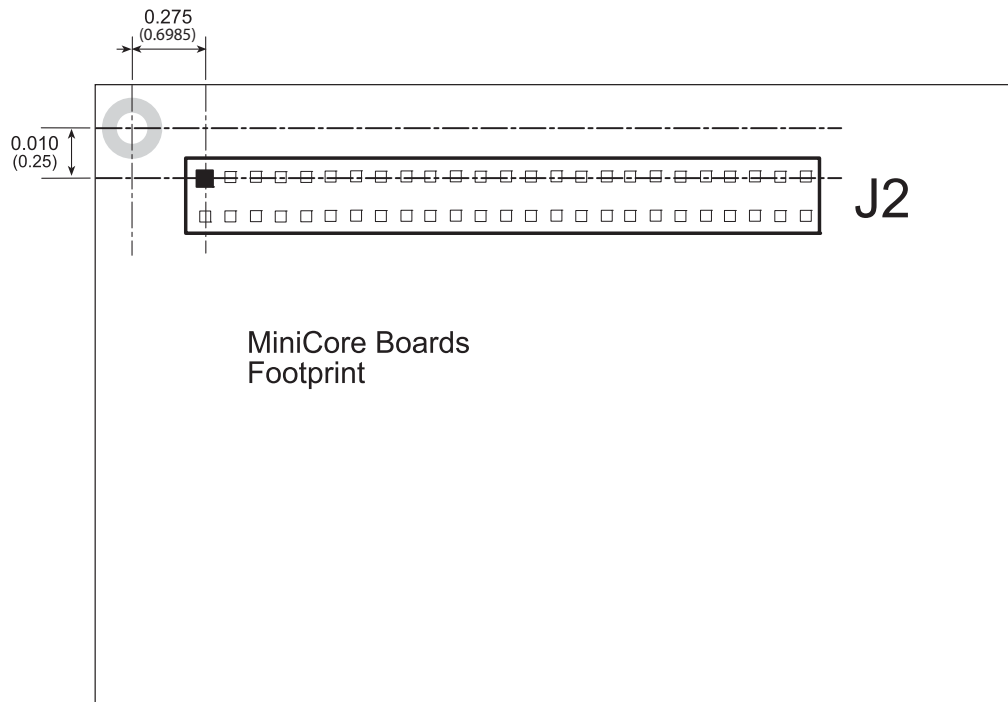 0.275
(0.6985)
0.010
(0.25)
J2
MiniCore Boards
Footprint